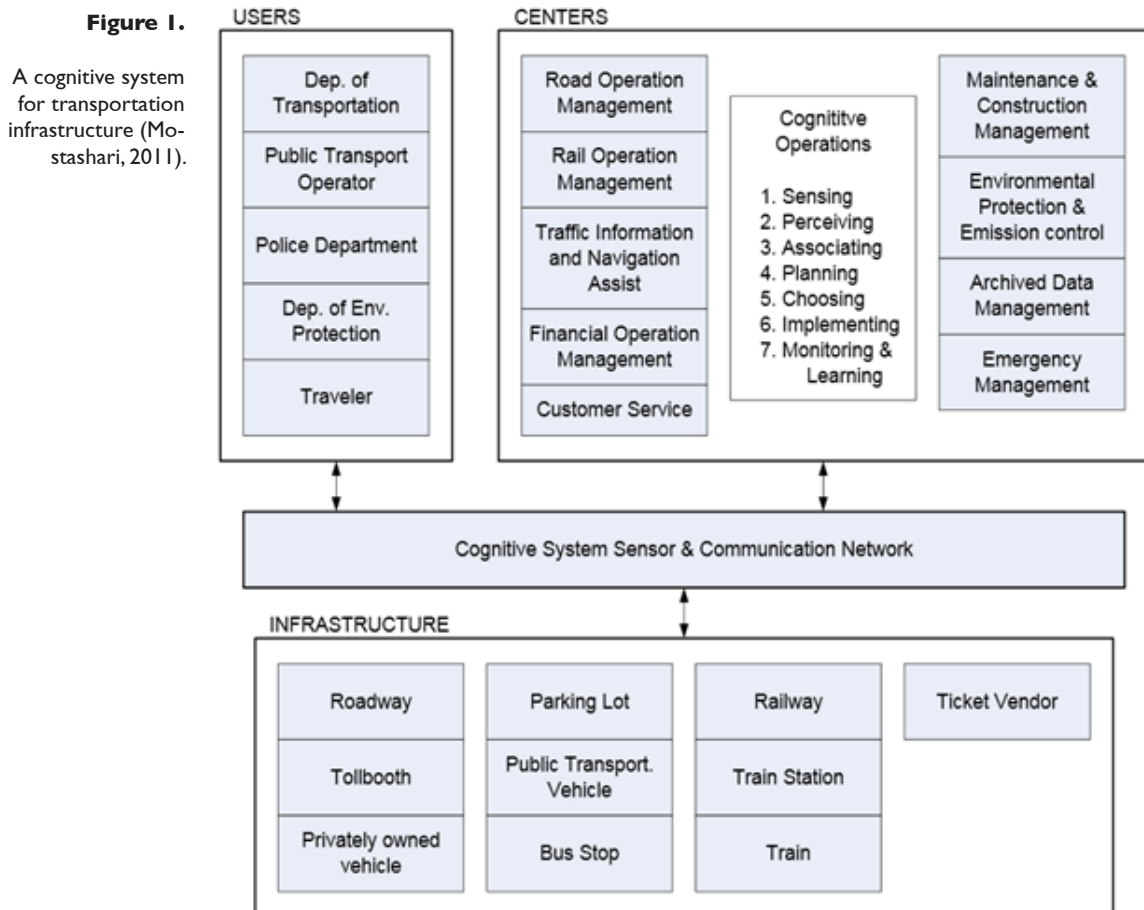 Figure 1.
A cognitive system
for transportation
infrastructure (Mo-
stashari, 2011).
USERS
Dep. of
Transportation
Public Transport
Operator
Police Department
Dep. of Env.
Protection
Traveler
CENTERS
Road Operation
Management
Rail Operation
Management
Traffic Information
and Navigation
Assist
Financial Operation
Management
Customer Service
Cognititve
Operations
1. Sensing
2. Perceiving
3. Associating
4. Planning
5. Choosing
6. Implementing
7. Monitoring &
Learning
Maintenance &
Construction
Management
Environmental
Protection &
Emission control
Archived Data
Management
Emergency
Management
Cognitive System Sensor & Communication Network
INFRASTRUCTURE
Roadway
Tollbooth
Privately owned
vehicle
Parking Lot
Public Transport.
Vehicle
Bus Stop
Railway
Train Station
Train
Ticket Vendor